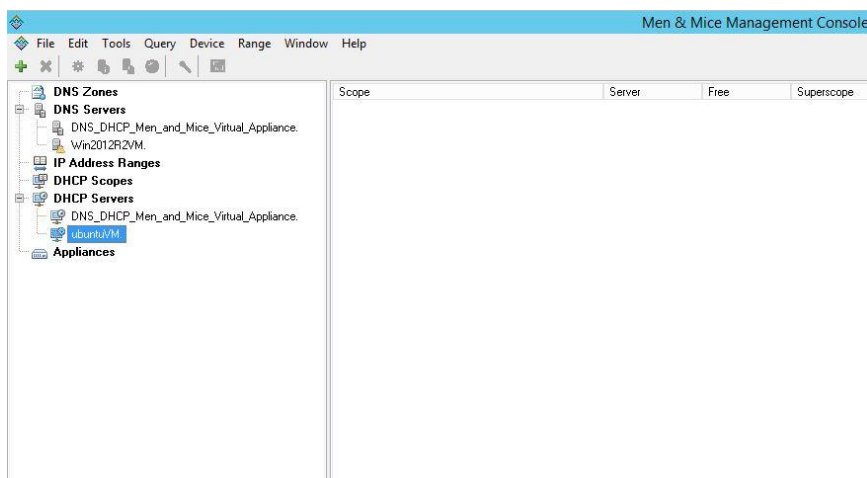 Men & Mice Management Console
File Edit Tools Query Device Range Window Help
DNS Zones
DNS Servers
DNS_DHCP_Men_and_Mice_Virtual_Appliance.
Win2012R2VM.
IP Address Ranges
DHCP Scopes
DHCP Servers
DNS_DHCP_Men_and_Mice_Virtual_Appliance.
ubuntuVM.
Appliances
Scope Server Free Superscope